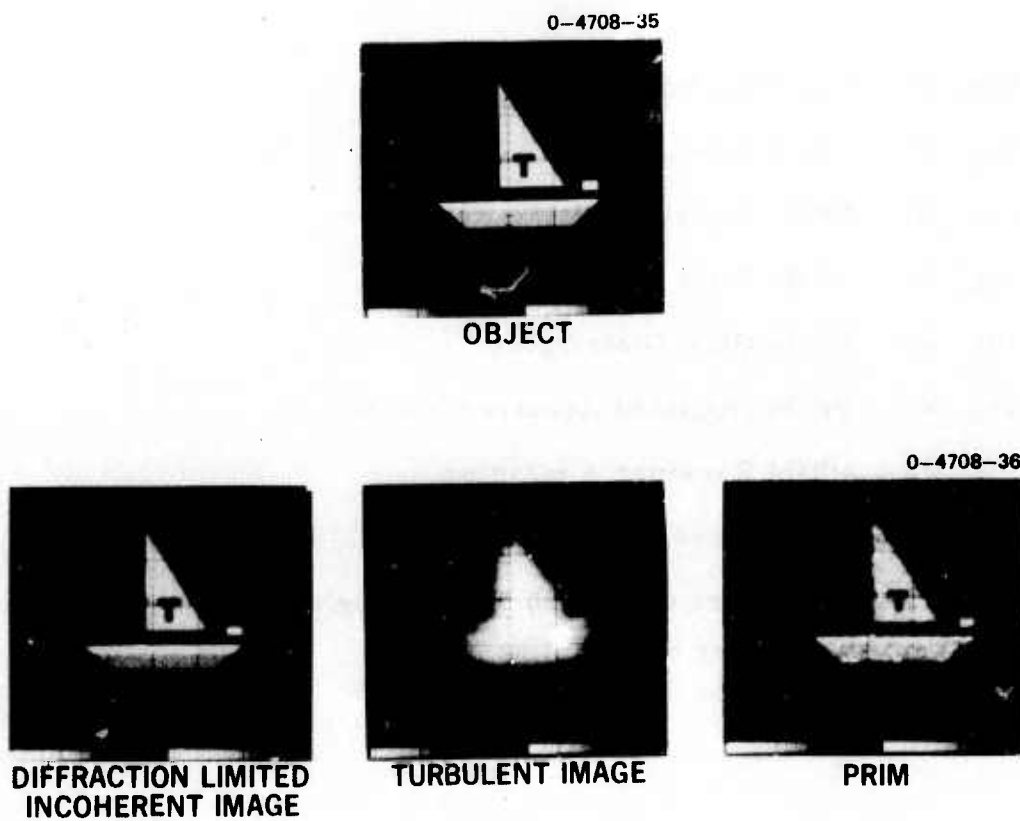 0-4708-35
T
OBJECT
0-4708-36
T
T
DIFFRACTION LIMITED
INCOHERENT IMAGE
TURBULENT IMAGE
PRIM